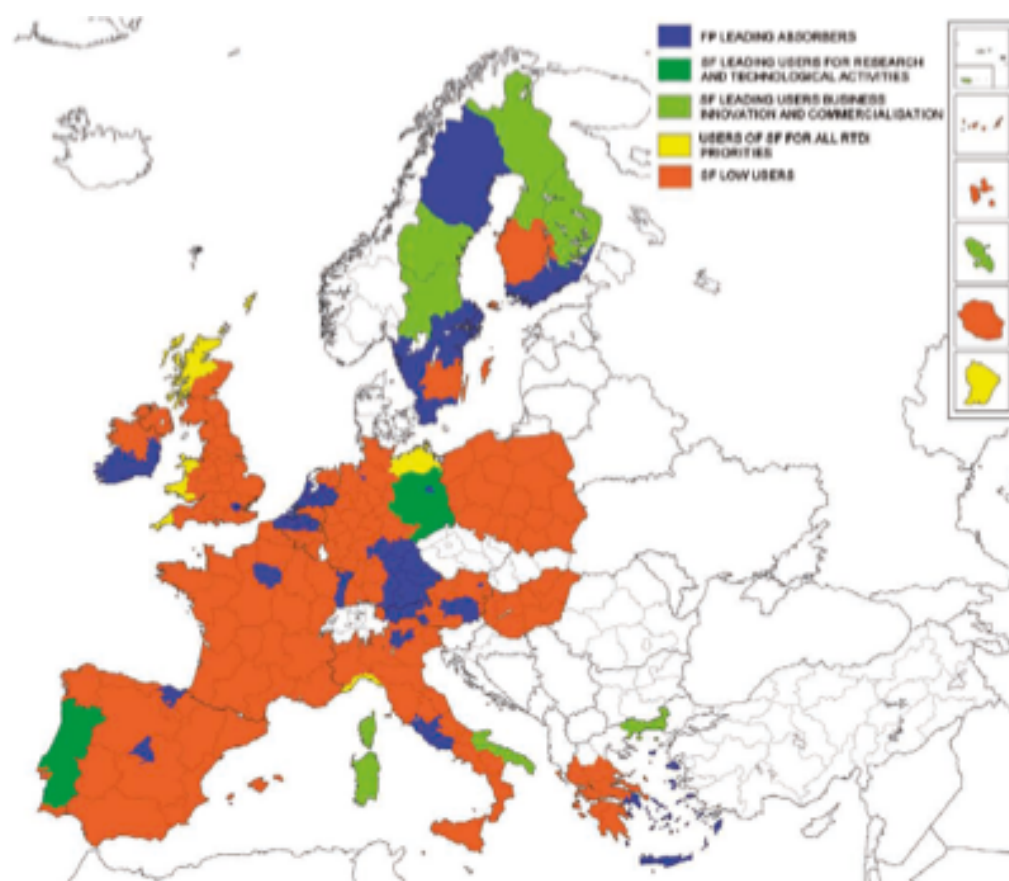 FP LEADING ABSORBERS
SF LEADING USERS FOR RESEARCH
AND TECHNOLOGICAL ACTIVITIES
SF LEADING USERS BUSINESS
INNOVATION AND COMMERCIALISATION
USERS OF SF FOR ALL RTDI
PRIORITIES
SF LOW USERS